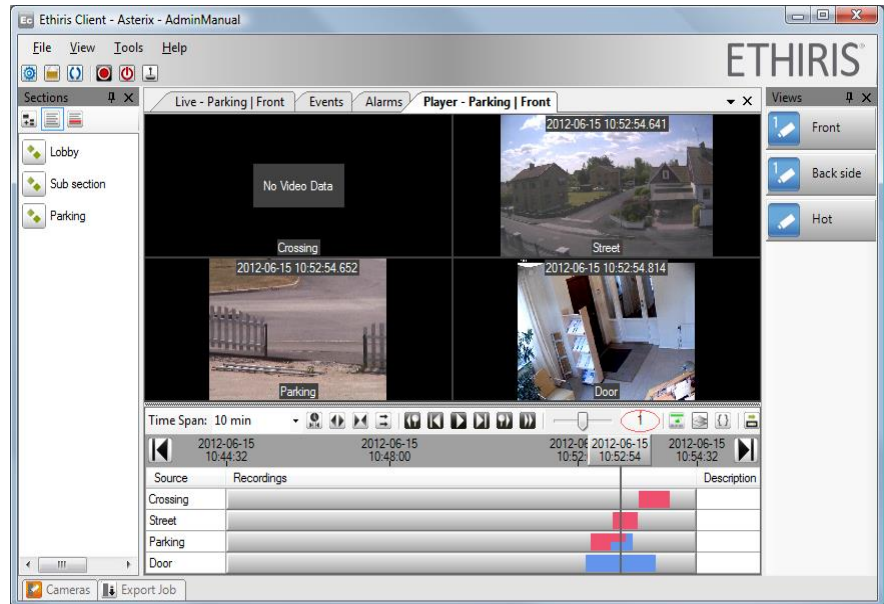 Ethiris Client - Asterix - AdminManual
File View Tools Help
ETHIRIS
Sections
Lobby
Sub section
Parking
Live - Parking | Front Events Alarms Player - Parking | Front
Views
Front
Back side
Hot
No Video Data
Crossing
2012-06-15 10:52:54.641
Street
2012-06-15 10:52:54.652
Parking
2012-06-15 10:52:54.814
Door
Time Span: 10 min
1
2012-06-15
10:44:32
2012-06-15
10:48:00
2012-06
10:52:
2012-06-15
10:52:54
2012-06-15
10:54:32
Source Recordings Description
Crossing
Street
Parking
Door
Cameras Export Job